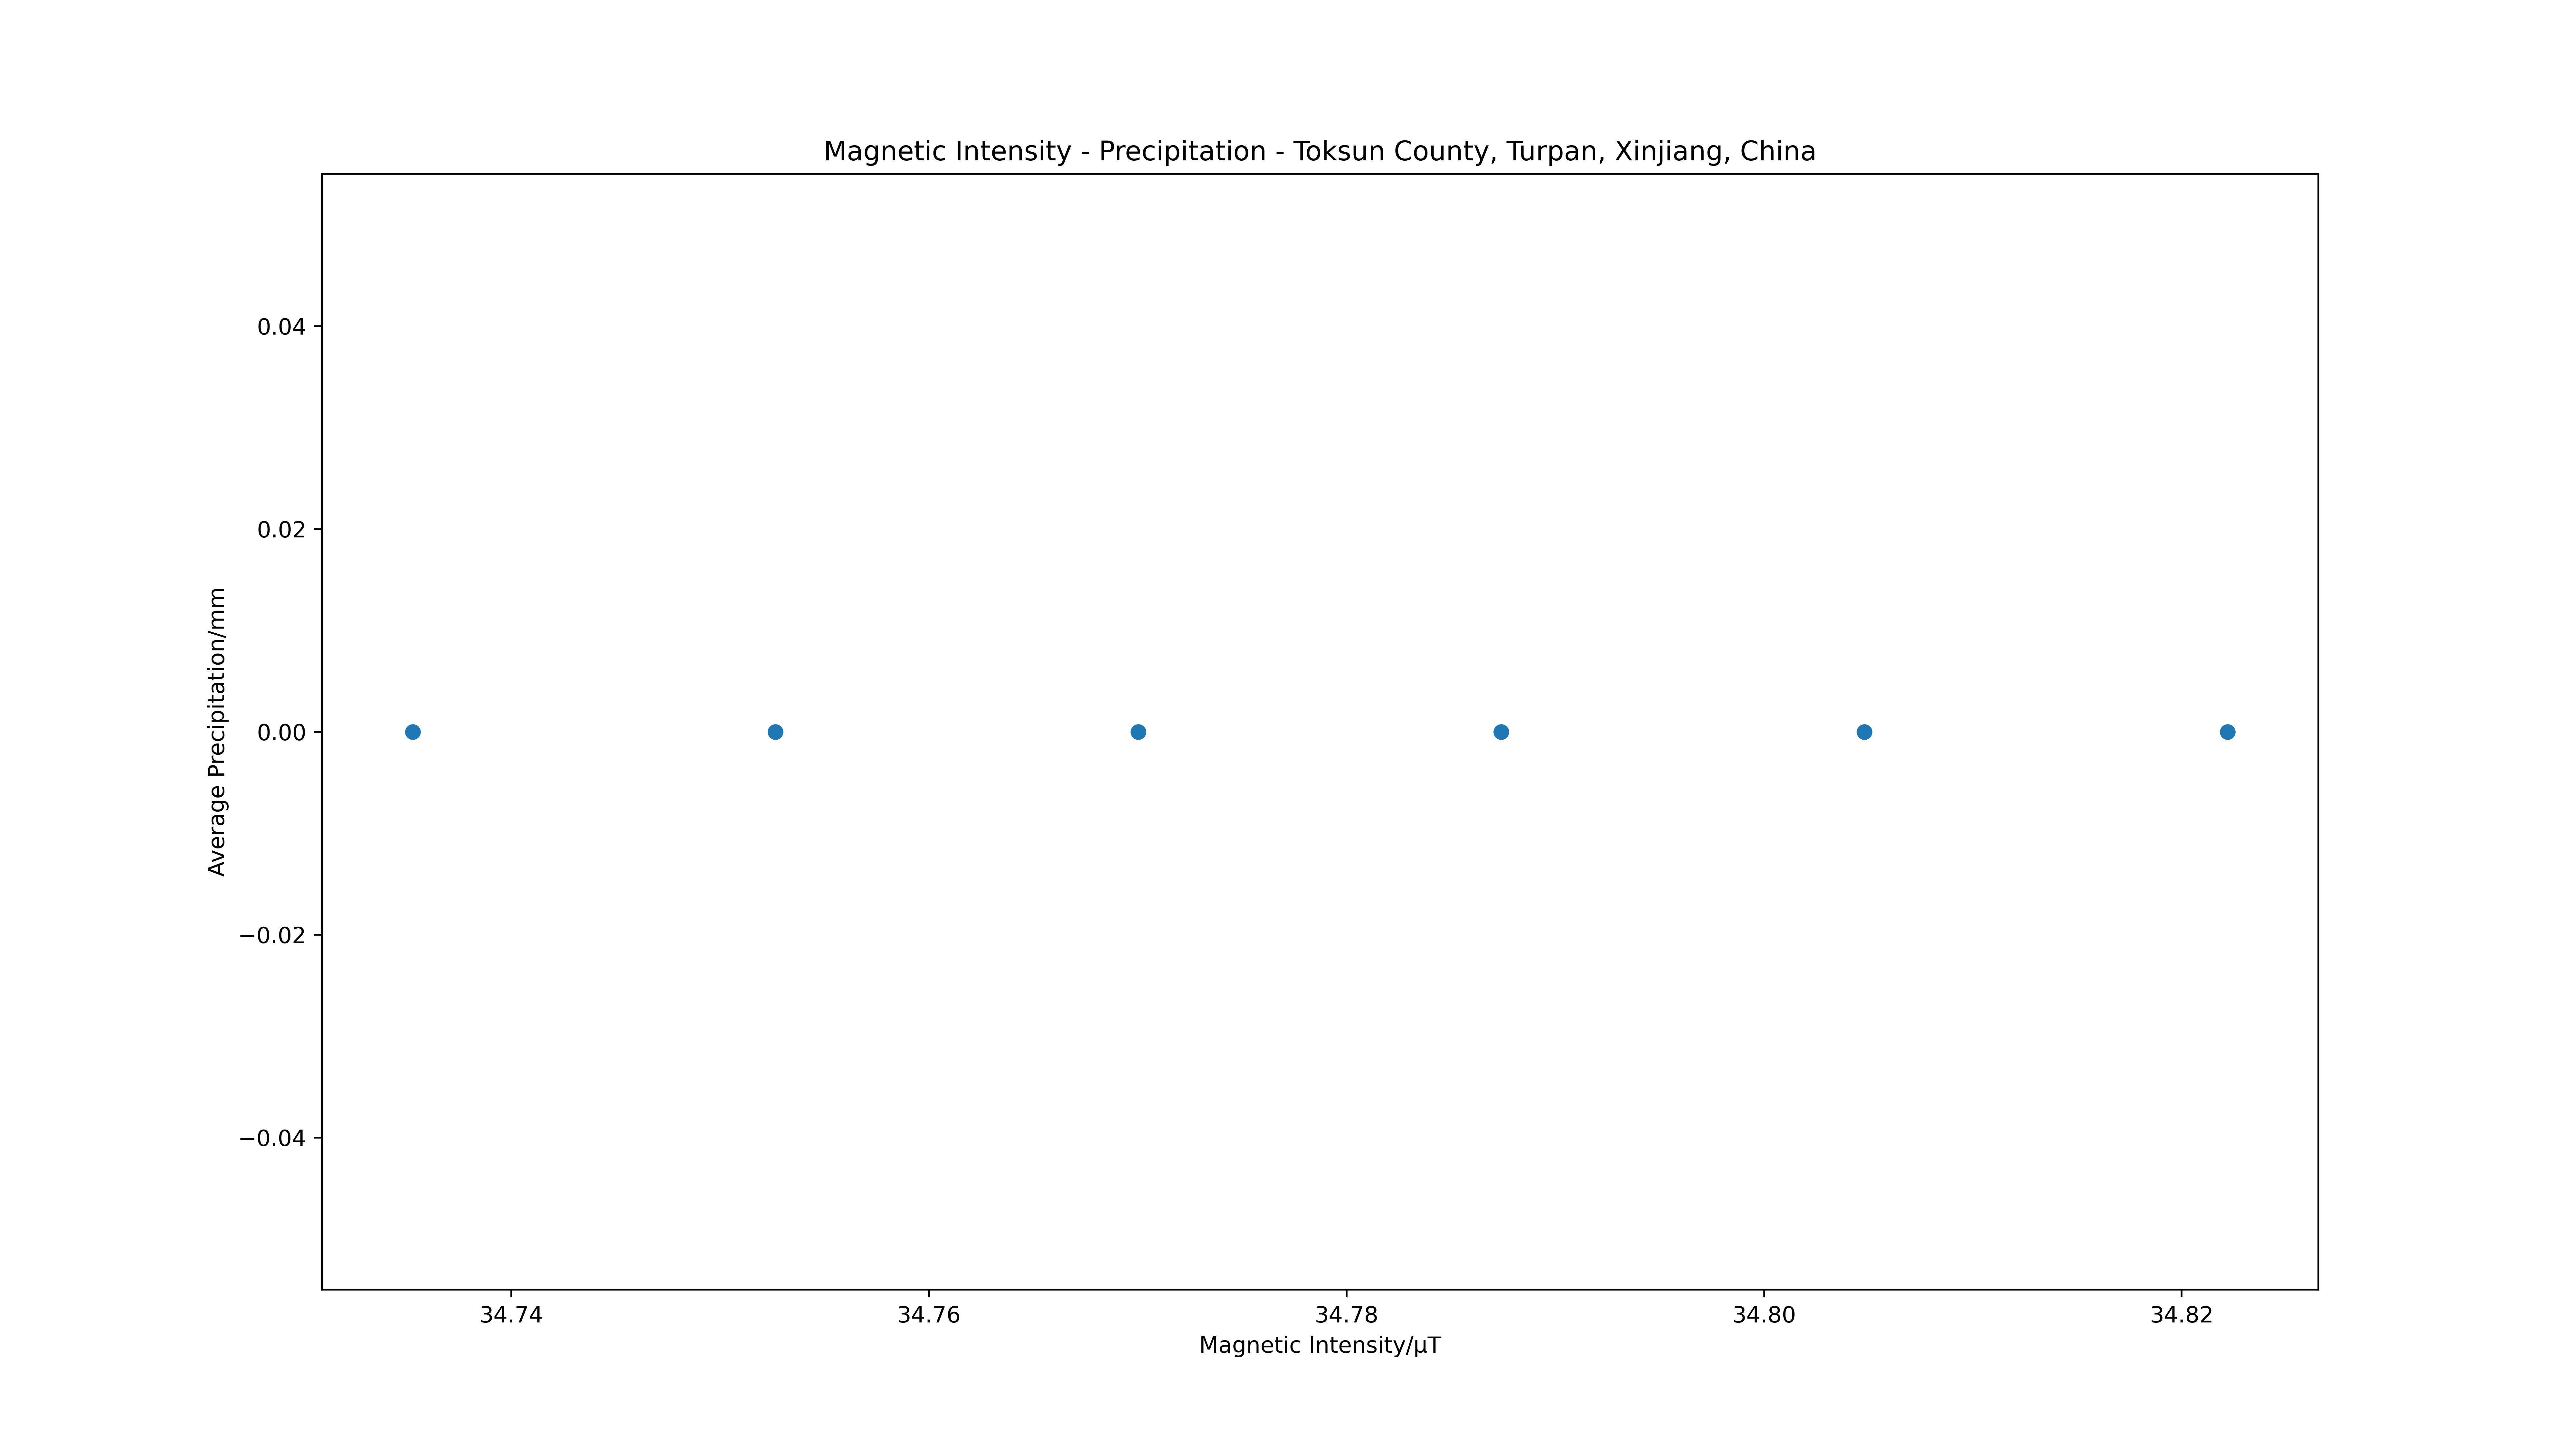 Magnetic Intensity - Precipitation - Toksun County, Turpan, Xinjiang, China
Average Precipitation/mm
0.04
0.02
0.00
−0.02
−0.04
34.74 34.76 34.78 34.80 34.82
Magnetic Intensity/μT